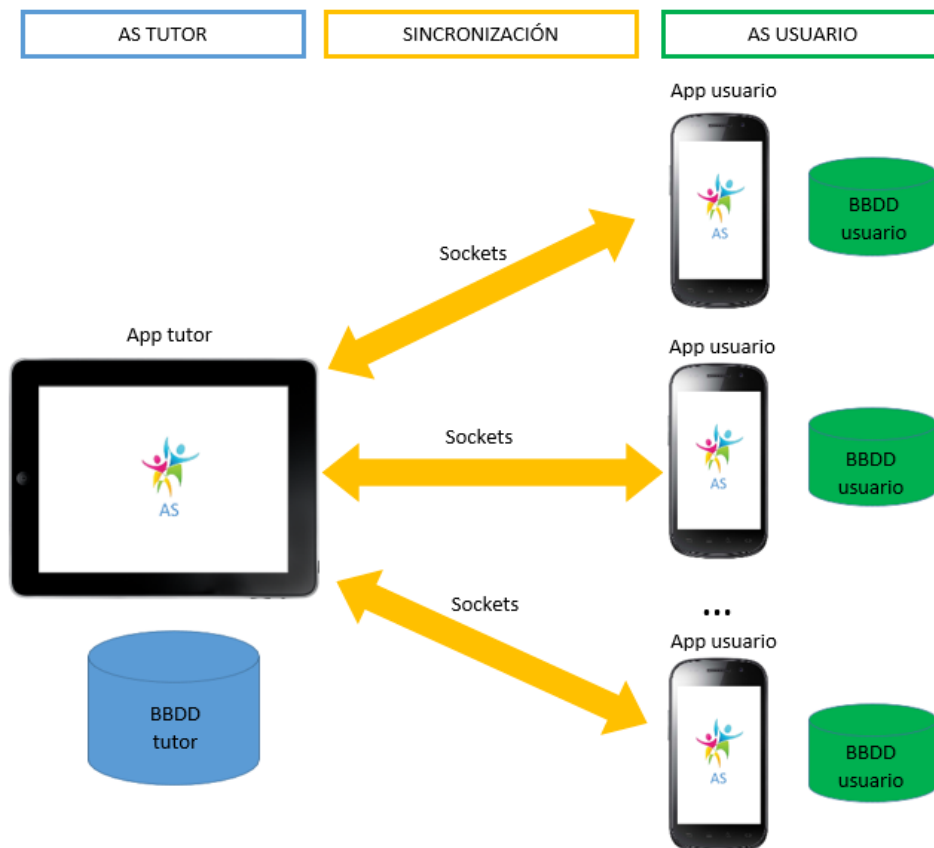 AS TUTOR
SINCRONIZACIÓN
AS USUARIO
App usuario
AS
BBDD
usuario
Sockets
App tutor
AS
App usuario
Sockets
AS
BBDD
usuario
Sockets
...
App usuario
AS
BBDD
usuario
BBDD
tutor